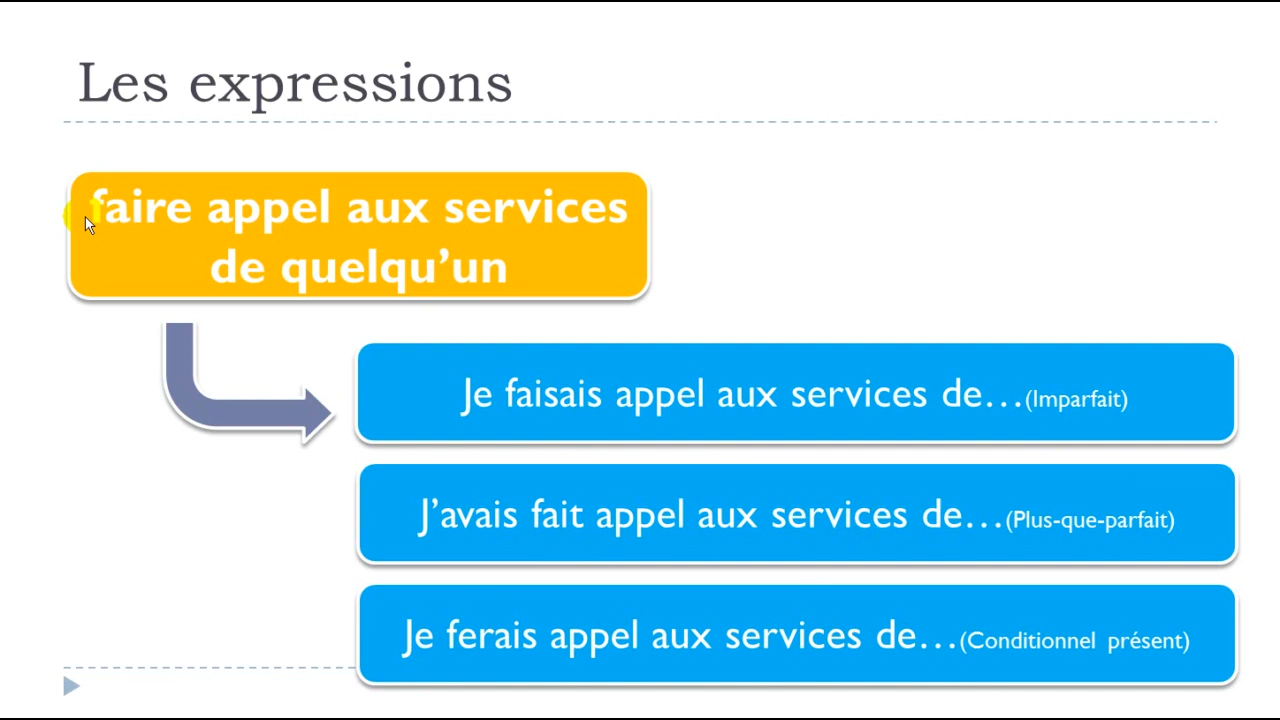 Les expressions
faire appel aux services
de quelqu’un
Je faisais appel aux services de…(Imparfait)
J’avais fait appel aux services de…(Plus-que-parfait)
Je ferais appel aux services de…(Conditionnel présent)